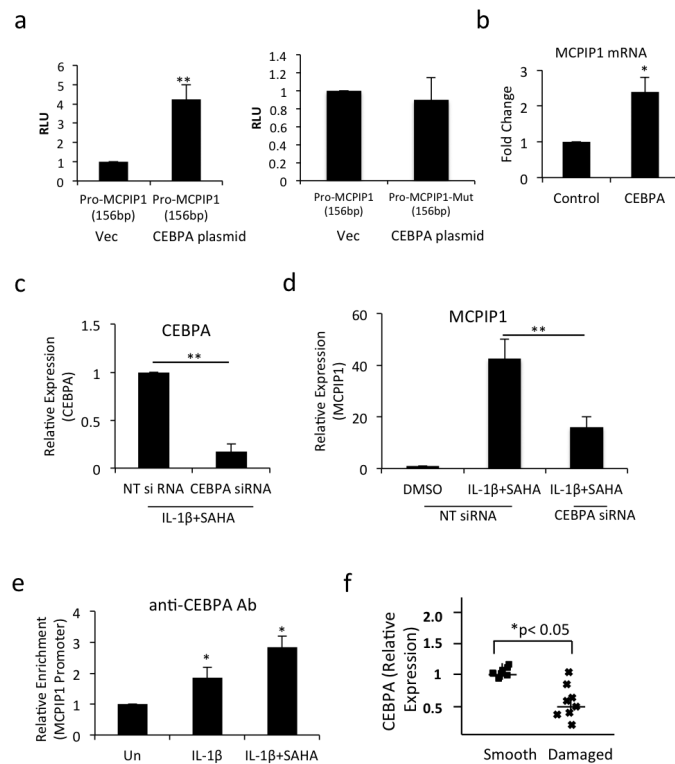 a
6
5
4
3
2
1
0
RLU
**
Pro-MCPIP1 Pro-MCPIP1
(156bp) (156bp)
Vec CEBPA plasmid
1.4
1.2
1
0.8
0.6
0.4
0.2
0
RLU
Pro-MCPIP1 Pro-MCPIP1-Mut
(156bp) (156bp)
Vec CEBPA plasmid
b
MCPIP1 mRNA
3
2
1
0
Fold Change
*
Control CEBPA
c
CEBPA
1.5
1
0.5
0
Relative Expression
(CEBPA)
**
NT si RNA CEBPA siRNA
IL-1β+SAHA
d
MCPIP1
60
40
20
0
Relative Expression
(MCPIP1)
**
DMSO IL-1β+SAHA IL-1β+SAHA
NT siRNA CEBPA siRNA
e
anti-CEBPA Ab
4
3
2
1
0
Relative Enrichment
(MCPIP1 Promoter)
*
*
Un IL-1β IL-1β+SAHA
f
2.0
1.5
1
0.5
CEBPA (Relative
Expression)
*p< 0.05
Smooth Damaged